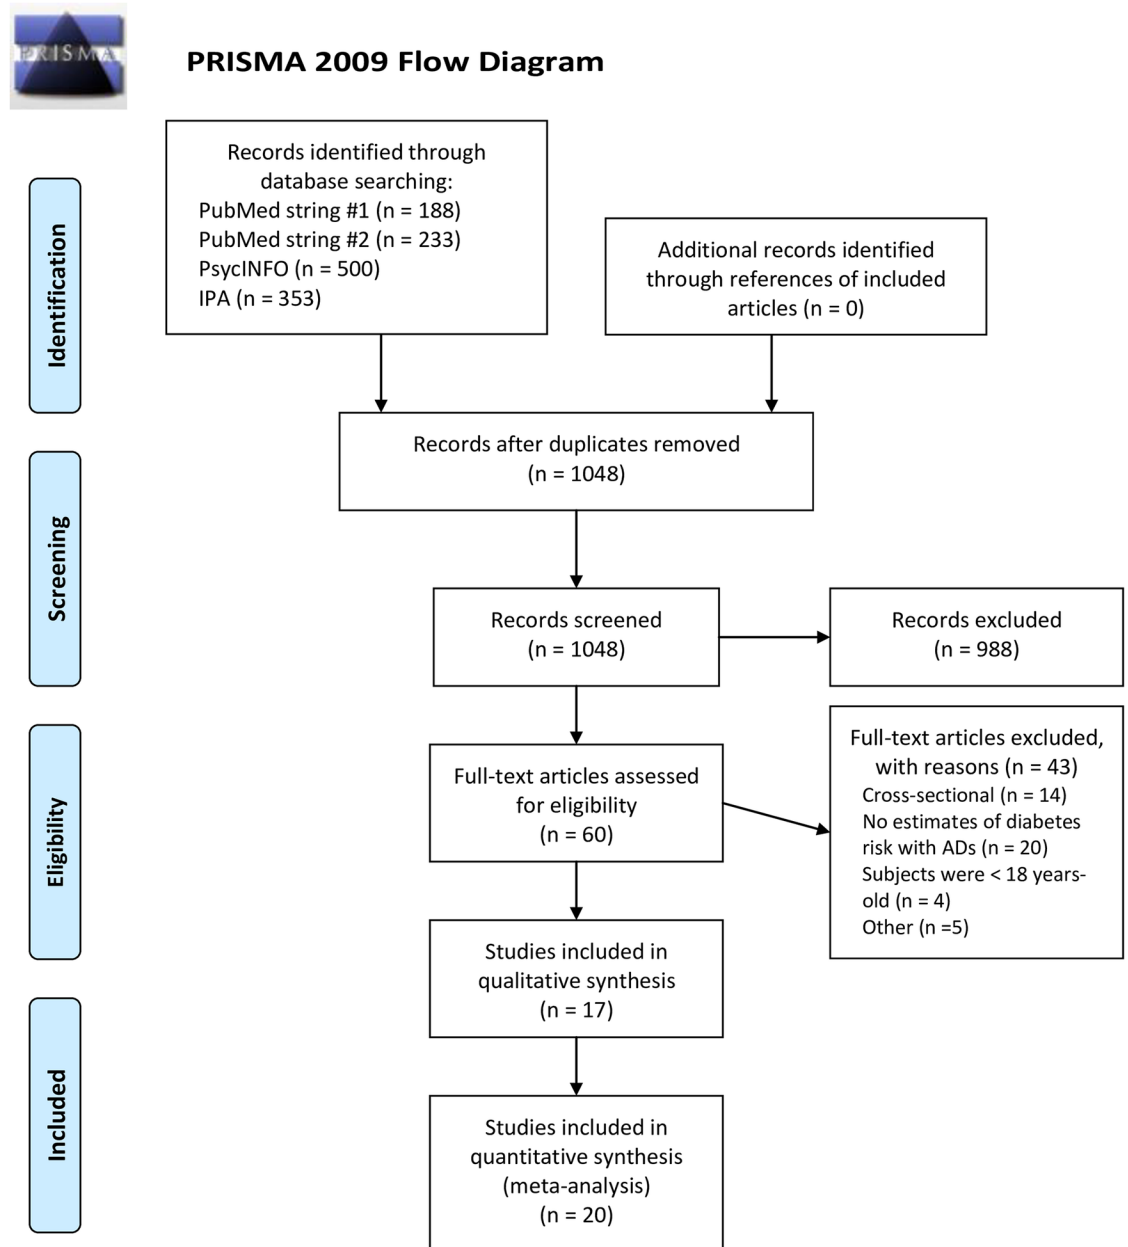 PRISMA
PRISMA 2009 Flow Diagram
Identification
Records identified through
database searching:
PubMed string #1 (n = 188)
PubMed string #2 (n = 233)
PsycINFO (n = 500)
IPA (n = 353)
Additional records identified
through references of included
articles (n = 0)
Records after duplicates removed
(n = 1048)
Screening
Records screened
(n = 1048)
Records excluded
(n = 988)
Eligibility
Full-text articles assessed
for eligibility
(n = 60)
Full-text articles excluded,
with reasons (n = 43)
Cross-sectional (n = 14)
No estimates of diabetes
risk with ADs (n = 20)
Subjects were < 18 years-
old (n = 4)
Other (n =5)
Studies included in
qualitative synthesis
(n = 17)
Included
Studies included in
quantitative synthesis
(meta-analysis)
(n = 20)